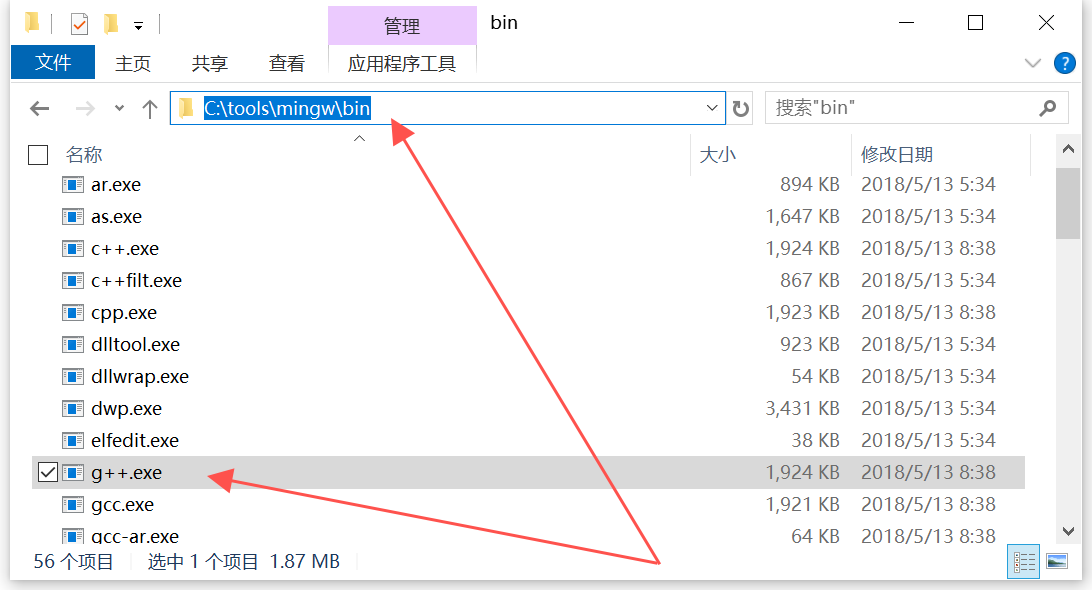 管理
bin
文件
主页
共享
查看
应用程序工具
?
C:\tools\mingw\bin
搜索"bin"
名称
大小
修改日期
ar.exe 894 KB 2018/5/13 5:34
as.exe 1,647 KB 2018/5/13 5:34
c++.exe 1,924 KB 2018/5/13 8:38
c++filt.exe 867 KB 2018/5/13 5:34
cpp.exe 1,923 KB 2018/5/13 8:38
dlltool.exe 923 KB 2018/5/13 5:34
dllwrap.exe 54 KB 2018/5/13 5:34
dwp.exe 3,431 KB 2018/5/13 5:34
elfedit.exe 38 KB 2018/5/13 5:34
g++.exe 1,924 KB 2018/5/13 8:38
gcc.exe 1,921 KB 2018/5/13 8:38
gcc-ar.exe 64 KB 2018/5/13 8:38
56 个项目
选中 1 个项目 1.87 MB